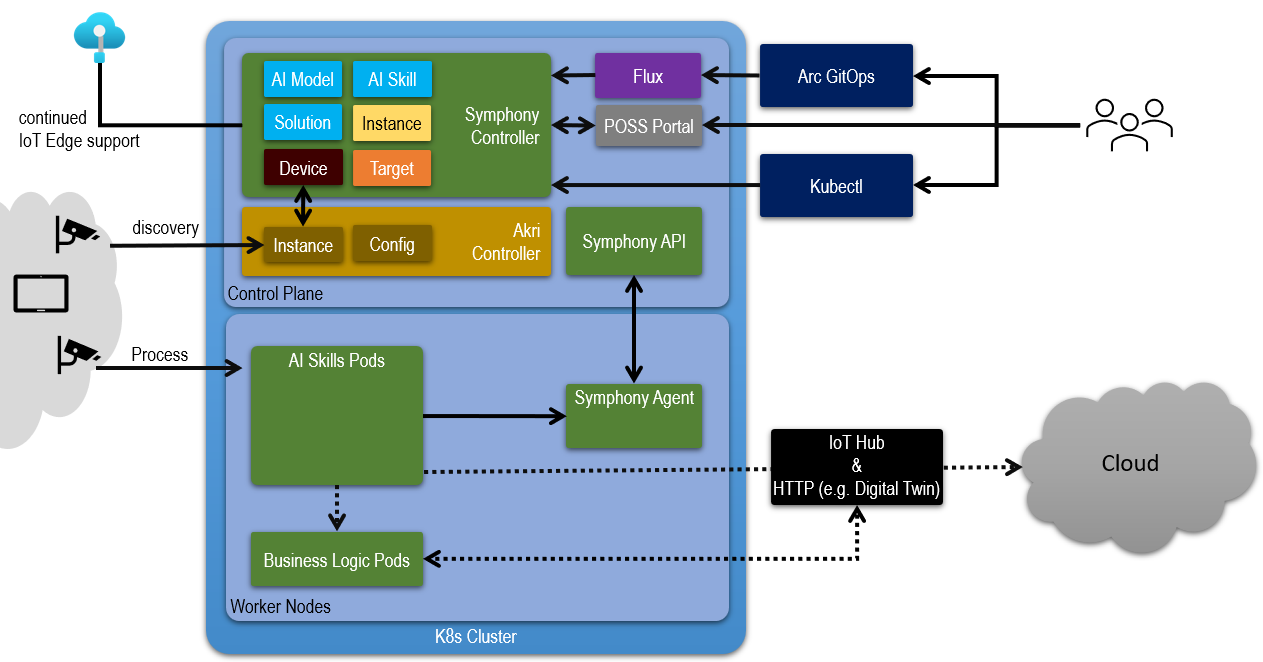 continued
IoT Edge support
AI Model
AI Skill
Solution
Instance
Device
Target
Symphony
Controller
Flux
POSS Portal
Arc GitOps
Kubectl
discovery
Instance
Config
Akri
Controller
Symphony API
Control Plane
Process
AI Skills Pods
Symphony Agent
IoT Hub
&
HTTP (e.g. Digital Twin)
Cloud
Business Logic Pods
Worker Nodes
K8s Cluster